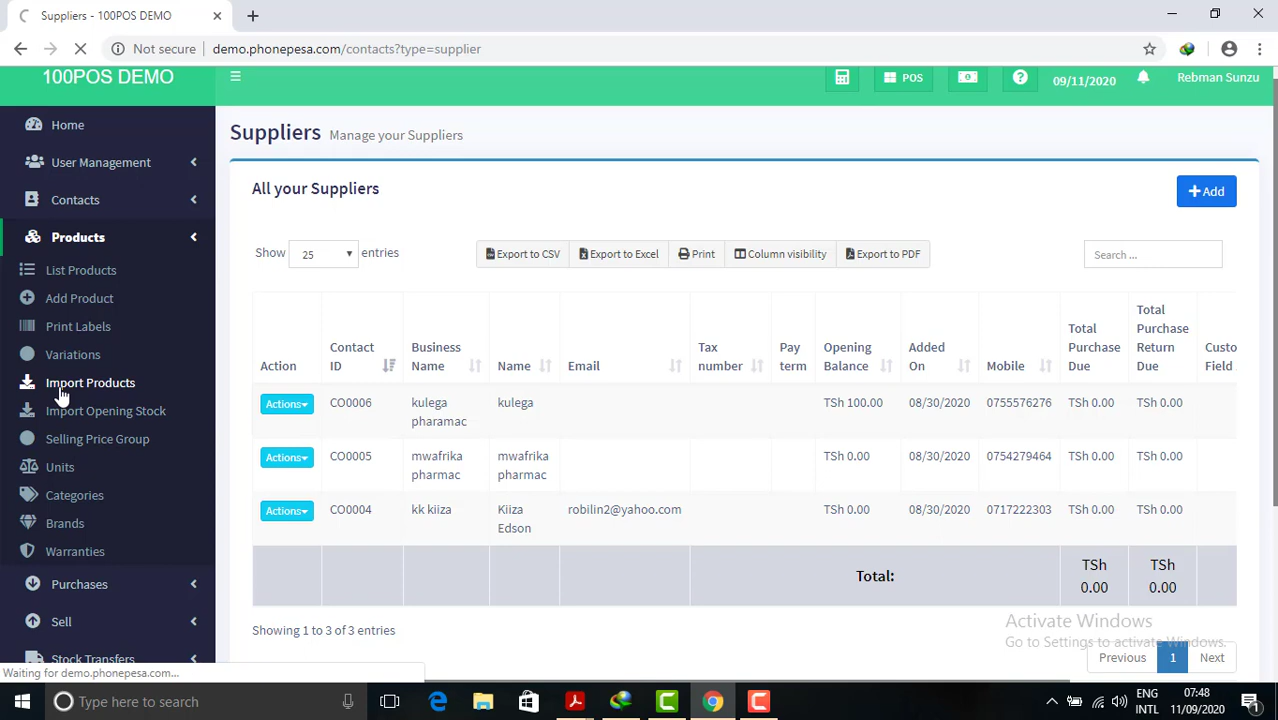 Suppliers - 100POS DEMO
Not secure demo.phonepesa.com/contacts?type=supplier
100POS DEMO
POS
09/11/2020
Rebman Sunzu
Home
User Management
Contacts
Products
List Products
Add Product
Print Labels
Variations
Import Products
Import Opening Stock
Selling Price Group
Units
Categories
Brands
Warranties
Purchases
Sell
Stock Transfers
Waiting for demo.phonepesa.com...
Suppliers Manage your Suppliers
All your Suppliers
Add
Show 25 entries
Export to CSV Export to Excel Print Column visibility Export to PDF
Search ...
Action Contact ID Business Name Name Email Tax number Pay term Opening Balance Added On Mobile Total Purchase Due Total Purchase Return Due Custo Field
Actions CO0006 kulega pharamac kulega TSh 100.00 08/30/2020 0755576276 TSh 0.00 TSh 0.00
Actions CO0005 mwafrika pharmac mwafrika pharmac TSh 0.00 08/30/2020 0754279464 TSh 0.00 TSh 0.00
Actions CO0004 kk kiiza Kiiza Edson robilin2@yahoo.com TSh 0.00 08/30/2020 0717222303 TSh 0.00 TSh 0.00
Total: TSh 0.00 TSh 0.00
Showing 1 to 3 of 3 entries
Activate Windows
Go to Settings to activate Windows.
Previous 1 Next
Type here to search
ENG
INTL
07:48
11/09/2020
1